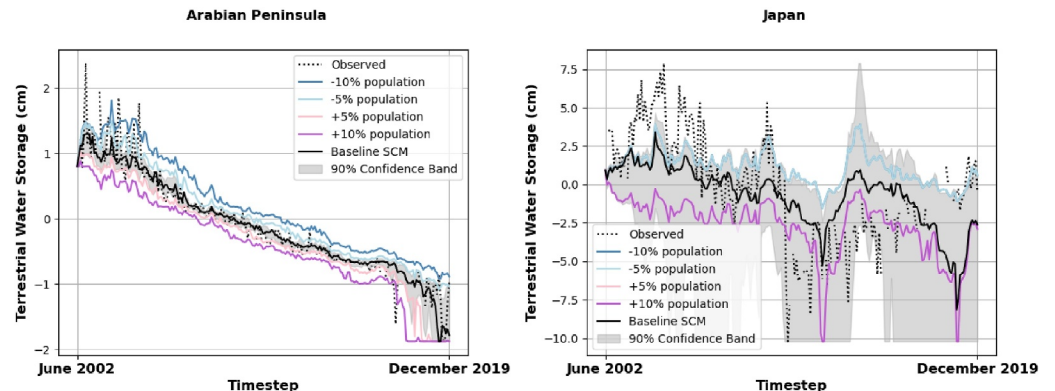 Arabian Peninsula
Terrestrial Water Storage (cm)
2
1
0
−1
−2
Observed
-10% population
-5% population
+5% population
+10% population
Baseline SCM
90% Confidence Band
June 2002
December 2019
Timestep
Japan
Terrestrial Water Storage (cm)
7.5
5.0
2.5
0.0
−2.5
−5.0
−7.5
−10.0
Observed
-10% population
-5% population
+5% population
+10% population
Baseline SCM
90% Confidence Band
June 2002
December 2019
Timestep